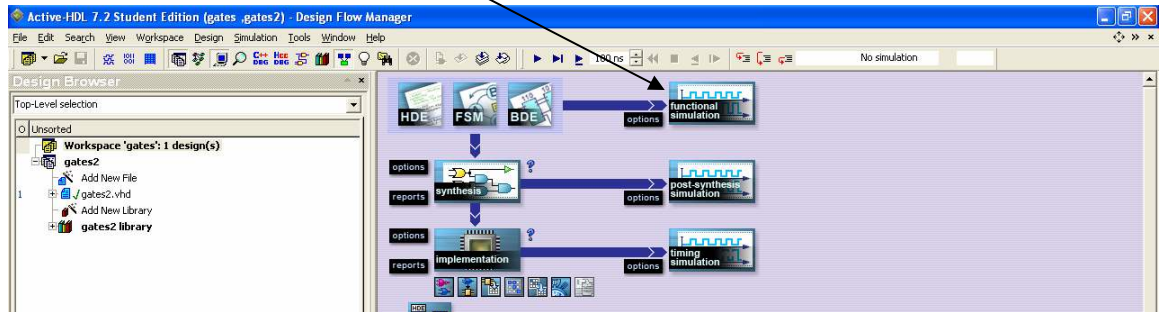 Active-HDL 7.2 Student Edition (gates ,gates2) - Design Flow Manager
File Edit Search View Workspace Design Simulation Tools Window Help
100 ns No simulation
Design Browser
Top-Level selection
O Unsorted
Workspace 'gates': 1 design(s)
gates2
Add New File
1 gates2.vhd
Add New Library
gates2 library
HDE FSM BDE
options
functional
simulation
options
reports
synthesis
options
post-synthesis
simulation
options
reports
implementation
options
timing
simulation
HDE